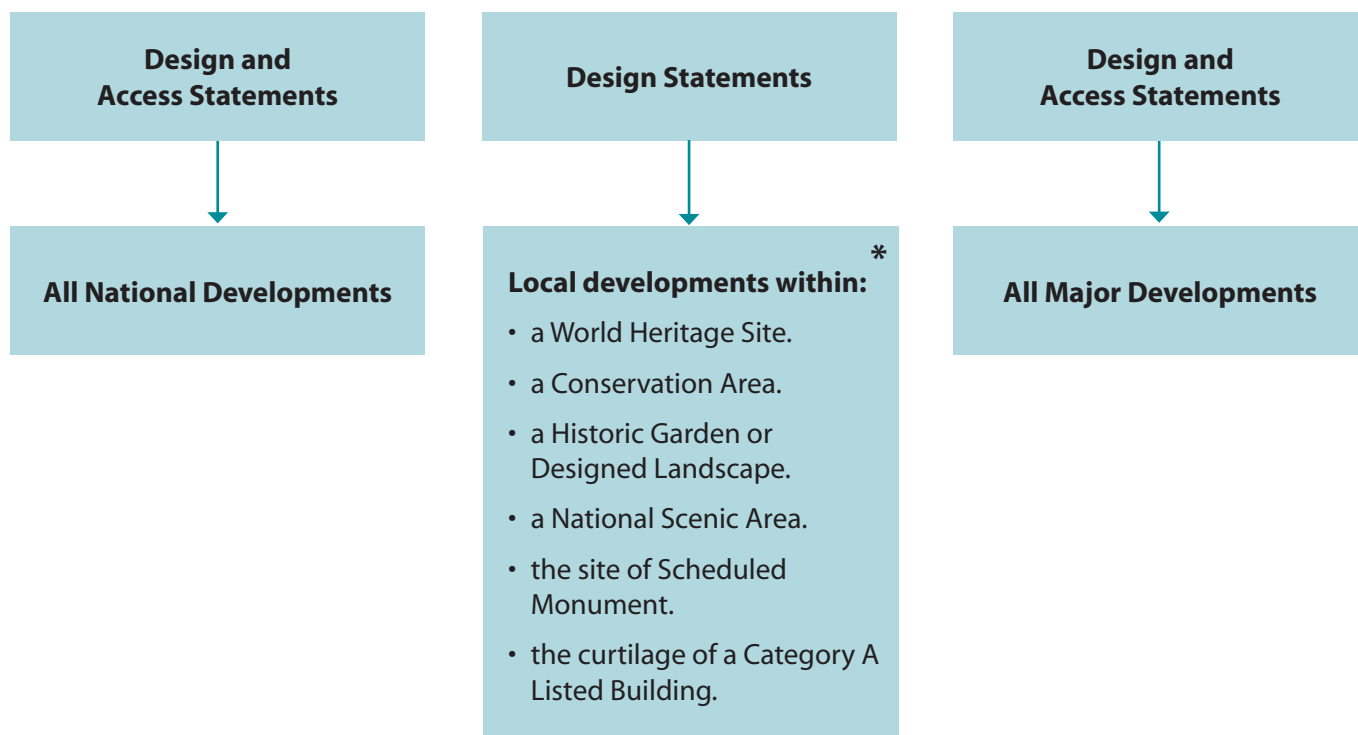 Design and
Access Statements
All National Developments
Design Statements
*
Local developments within:
• a World Heritage Site.
• a Conservation Area.
• a Historic Garden or
Designed Landscape.
• a National Scenic Area.
• the site of Scheduled
Monument.
• the curtilage of a Category A
Listed Building.
Design and
Access Statements
All Major Developments